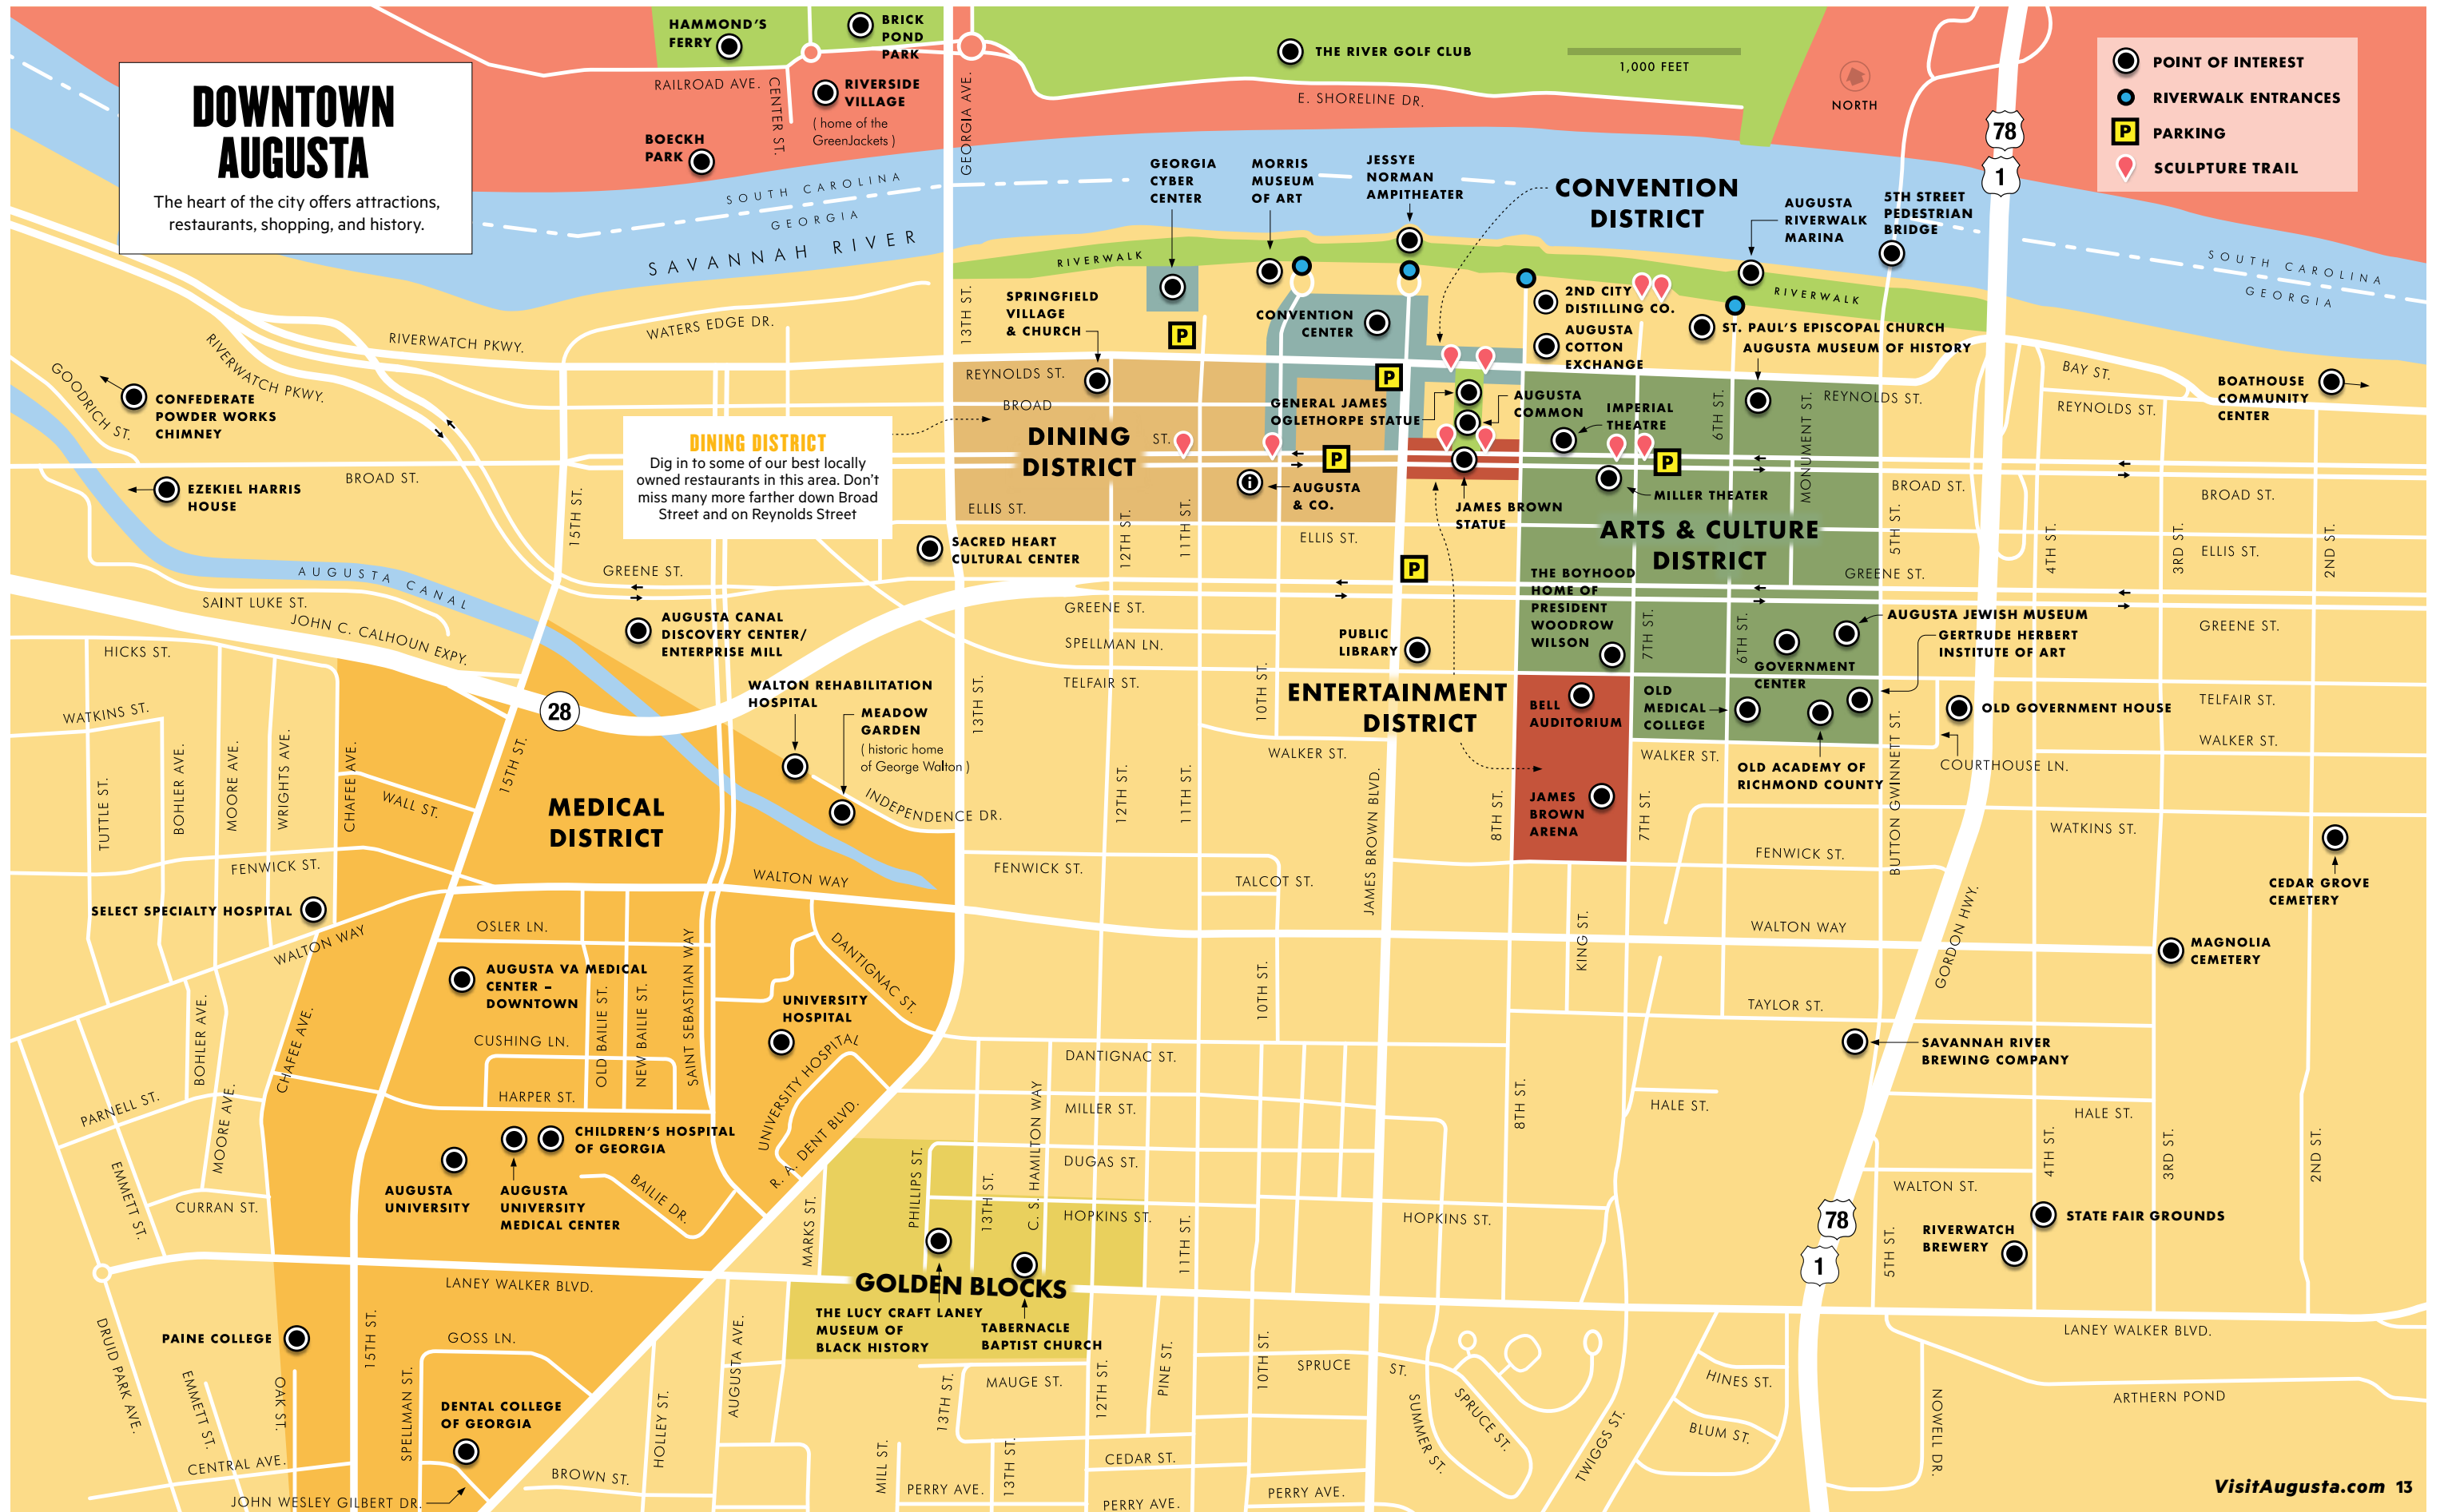 DOWNTOWN
AUGUSTA
The heart of the city offers attractions,
restaurants, shopping, and history.
HAMMOND'S
FERRY
BRICK
POND
PARK
RAILROAD AVE.
CENTER ST.
RIVERSIDE
VILLAGE
( home of the
GreenJackets )
BOECKH
PARK
GEORGIA AVE.
THE RIVER GOLF CLUB
E. SHORELINE DR.
1,000 FEET
NORTH
78
1
POINT OF INTEREST
RIVERWALK ENTRANCES
P
PARKING
SCULPTURE TRAIL
SOUTH CAROLINA
GEORGIA
SAVANNAH RIVER
GEORGIA
CYBER
CENTER
MORRIS
MUSEUM
OF ART
JESSYE
NORMAN
AMPITHEATER
CONVENTION
DISTRICT
AUGUSTA
RIVERWALK
MARINA
5TH STREET
PEDESTRIAN
BRIDGE
SOUTH CAROLINA
GEORGIA
RIVERWALK
RIVERWALK
13TH ST.
SPRINGFIELD
VILLAGE
& CHURCH
P
CONVENTION
CENTER
2ND CITY
DISTILLING CO.
AUGUSTA
COTTON
EXCHANGE
ST. PAUL'S EPISCOPAL CHURCH
AUGUSTA MUSEUM OF HISTORY
WATERS EDGE DR.
RIVERWATCH PKWY.
RIVERWATCH PKWY.
GOODRICH ST.
CONFEDERATE
POWDER WORKS
CHIMNEY
REYNOLDS ST.
BROAD
ST.
P
GENERAL JAMES
OGLETHORPE STATUE
AUGUSTA
COMMON
IMPERIAL
THEATRE
6TH ST.
MONUMENT ST.
REYNOLDS ST.
BAY ST.
REYNOLDS ST.
BOATHOUSE
COMMUNITY
CENTER
DINING DISTRICT
Dig in to some of our best locally
owned restaurants in this area. Don't
miss many more farther down Broad
Street and on Reynolds Street
DINING
DISTRICT
P
P
EZEKIEL HARRIS
HOUSE
BROAD ST.
15TH ST.
i
AUGUSTA
& CO.
JAMES BROWN
STATUE
MILLER THEATER
BROAD ST.
BROAD ST.
ELLIS ST.
ELLIS ST.
ELLIS ST.
12TH ST.
11TH ST.
ARTS & CULTURE
DISTRICT
5TH ST.
4TH ST.
3RD ST.
2ND ST.
SACRED HEART
CULTURAL CENTER
AUGUSTA CANAL
GREENE ST.
P
THE BOYHOOD
HOME OF
PRESIDENT
WOODROW
WILSON
GREENE ST.
SAINT LUKE ST.
JOHN C. CALHOUN EXPY.
AUGUSTA CANAL
DISCOVERY CENTER/
ENTERPRISE MILL
GREENE ST.
SPELLMAN LN.
PUBLIC
LIBRARY
7TH ST.
6TH ST.
AUGUSTA JEWISH MUSEUM
GERTRUDE HERBERT
INSTITUTE OF ART
GOVERNMENT
CENTER
GREENE ST.
HICKS ST.
WATKINS ST.
28
WALTON REHABILITATION
HOSPITAL
MEADOW
GARDEN
( historic home
of George Walton )
13TH ST.
TELFAIR ST.
10TH ST.
ENTERTAINMENT
DISTRICT
BELL
AUDITORIUM
OLD
MEDICAL
COLLEGE
OLD GOVERNMENT HOUSE
TELFAIR ST.
WALKER ST.
WALKER ST.
WALKER ST.
OLD ACADEMY OF
RICHMOND COUNTY
COURTHOUSE LN.
BUTTON GWINNETT ST.
TUTTLE ST.
BOHLER AVE.
MOORE AVE.
WRIGHTS AVE.
CHAFEE AVE.
WALL ST.
15TH ST.
MEDICAL
DISTRICT
INDEPENDENCE DR.
12TH ST.
11TH ST.
JAMES BROWN BLVD.
8TH ST.
JAMES
BROWN
ARENA
7TH ST.
WATKINS ST.
FENWICK ST.
FENWICK ST.
TALCOT ST.
FENWICK ST.
CEDAR GROVE
CEMETERY
SELECT SPECIALTY HOSPITAL
WALTON WAY
WALTON WAY
OSLER LN.
DANTIGNAC ST.
KING ST.
WALTON WAY
GORDON HWY.
MAGNOLIA
CEMETERY
AUGUSTA VA MEDICAL
CENTER –
DOWNTOWN
OLD BAILIE ST.
NEW BAILIE ST.
SAINT SEBASTIAN WAY
UNIVERSITY
HOSPITAL
10TH ST.
TAYLOR ST.
SAVANNAH RIVER
BREWING COMPANY
BOHLER AVE.
CHAFEE AVE.
CUSHING LN.
HARPER ST.
UNIVERSITY HOSPITAL
DANTIGNAC ST.
MILLER ST.
C. S. HAMILTON WAY
8TH ST.
HALE ST.
HALE ST.
PARNELL ST.
MOORE AVE.
EMMETT ST.
CURRAN ST.
CHILDREN'S HOSPITAL
OF GEORGIA
AUGUSTA
UNIVERSITY
AUGUSTA
UNIVERSITY
MEDICAL CENTER
BAILIE DR.
R. A. DENT BLVD.
MARKS ST.
PHILLIPS ST.
13TH ST.
DUGAS ST.
HOPKINS ST.
11TH ST.
HOPKINS ST.
78
1
WALTON ST.
4TH ST.
3RD ST.
2ND ST.
STATE FAIR GROUNDS
RIVERWATCH
BREWERY
5TH ST.
LANEY WALKER BLVD.
GOLDEN BLOCKS
THE LUCY CRAFT LANEY
MUSEUM OF
BLACK HISTORY
TABERNACLE
BAPTIST CHURCH
LANEY WALKER BLVD.
DRUID PARK AVE.
PAINE COLLEGE
15TH ST.
GOSS LN.
AUGUSTA AVE.
10TH ST.
SPRUCE
ST.
PINE ST.
12TH ST.
MAUGE ST.
13TH ST.
EMMETT ST.
OAK ST.
SPELLMAN ST.
DENTAL COLLEGE
OF GEORGIA
HOLLEY ST.
SUMMER ST.
SPRUCE ST.
TWIGGS ST.
HINES ST.
BLUM ST.
NOWELL DR.
ARTHERN POND
CENTRAL AVE.
JOHN WESLEY GILBERT DR.
BROWN ST.
MILL ST.
13TH ST.
PERRY AVE.
CEDAR ST.
PERRY AVE.
PERRY AVE.
VisitAugusta.com 13